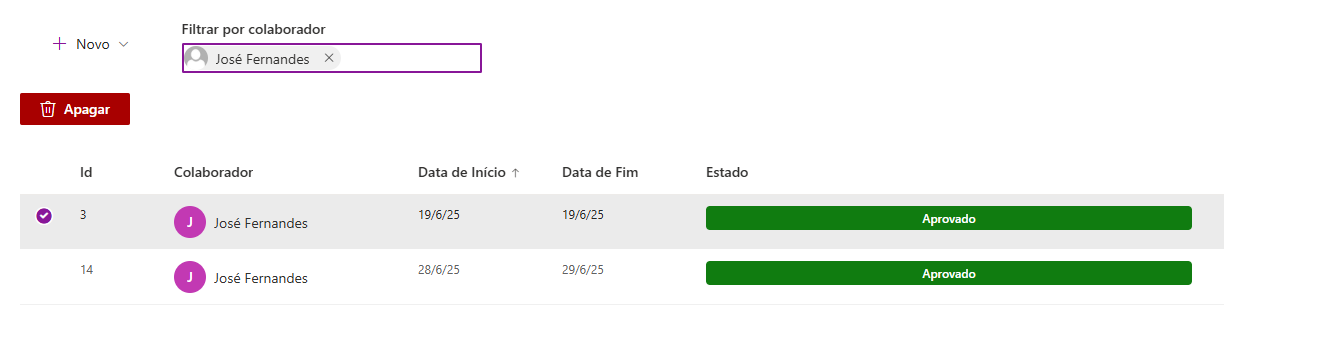 Filtrar por colaborador
Novo
José Fernandes
Apagar
Id Colaborador Data de Início ↑ Data de Fim Estado
3 J José Fernandes 19/6/25 19/6/25 Aprovado
14 J José Fernandes 28/6/25 29/6/25 Aprovado